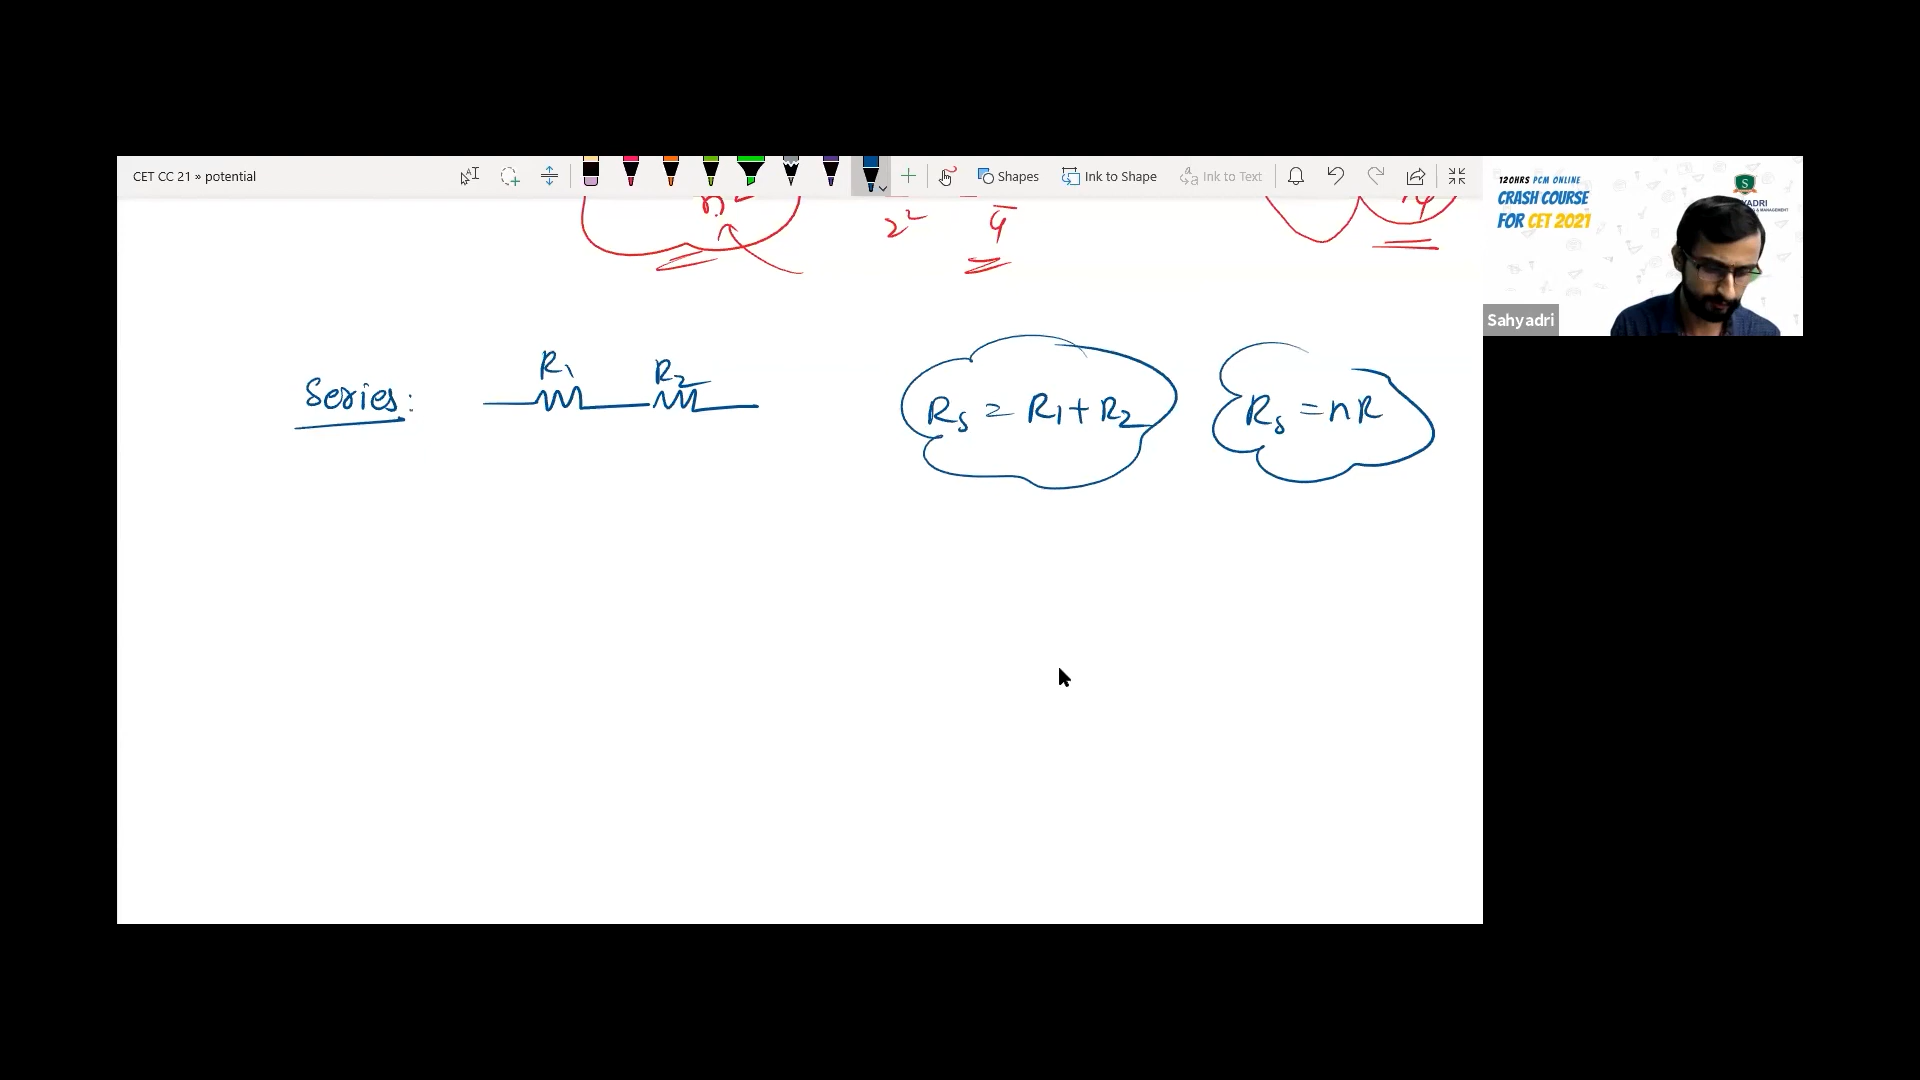 CET CC 21 » potential
Shapes
Ink to Shape
Ink to Text
120HRS PCM ONLINE
CRASH COURSE
FOR CET 2021
S
Sahyadri
2² 4
Series: R₁ R₂ Rₛ = R₁ + R₂ Rₛ = nR